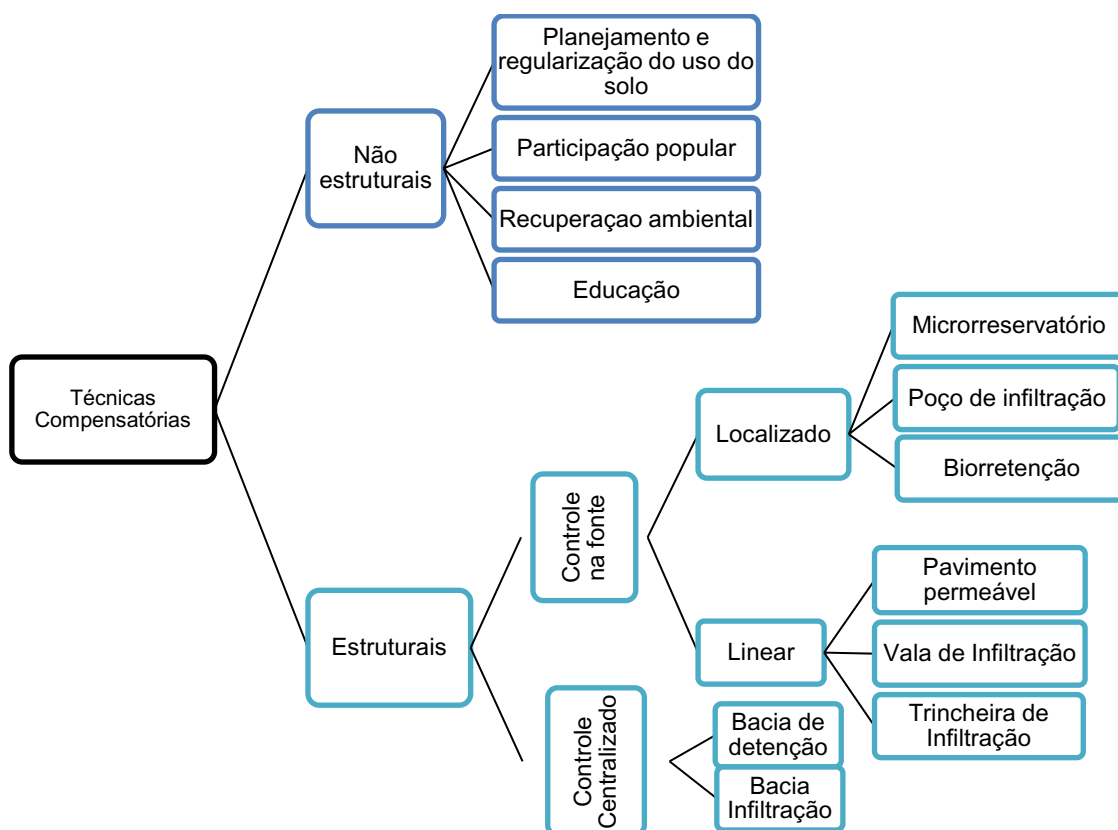 Planejamento e
regularização do uso do
solo
Não
estruturais
Participação popular
Recuperaçao ambiental
Educação
Técnicas
Compensatórias
Estruturais
Controle
na fonte
Localizado
Microrreservatório
Poço de infiltração
Biorretenção
Linear
Pavimento
permeável
Vala de Infiltração
Trincheira de
Infiltração
Controle
Centralizado
Bacia de
detenção
Bacia
Infiltração